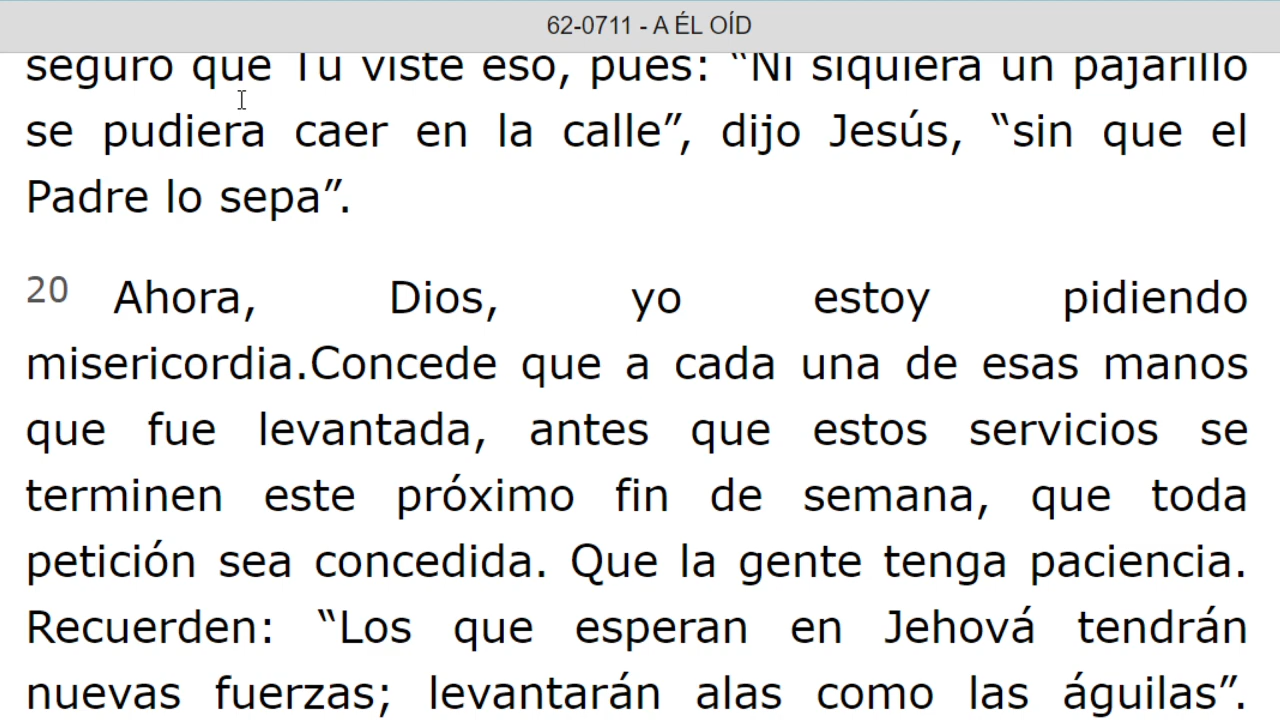 62-0711 - A ÉL OÍD
seguro que Tú viste eso, pues: “Ni siquiera un pajarillo
se pudiera caer en la calle”, dijo Jesús, “sin que el
Padre lo sepa”.
20 Ahora, Dios, yo estoy pidiendo
misericordia.Concede que a cada una de esas manos
que fue levantada, antes que estos servicios se
terminen este próximo fin de semana, que toda
petición sea concedida. Que la gente tenga paciencia.
Recuerden: “Los que esperan en Jehová tendrán
nuevas fuerzas; levantarán alas como las águilas”.